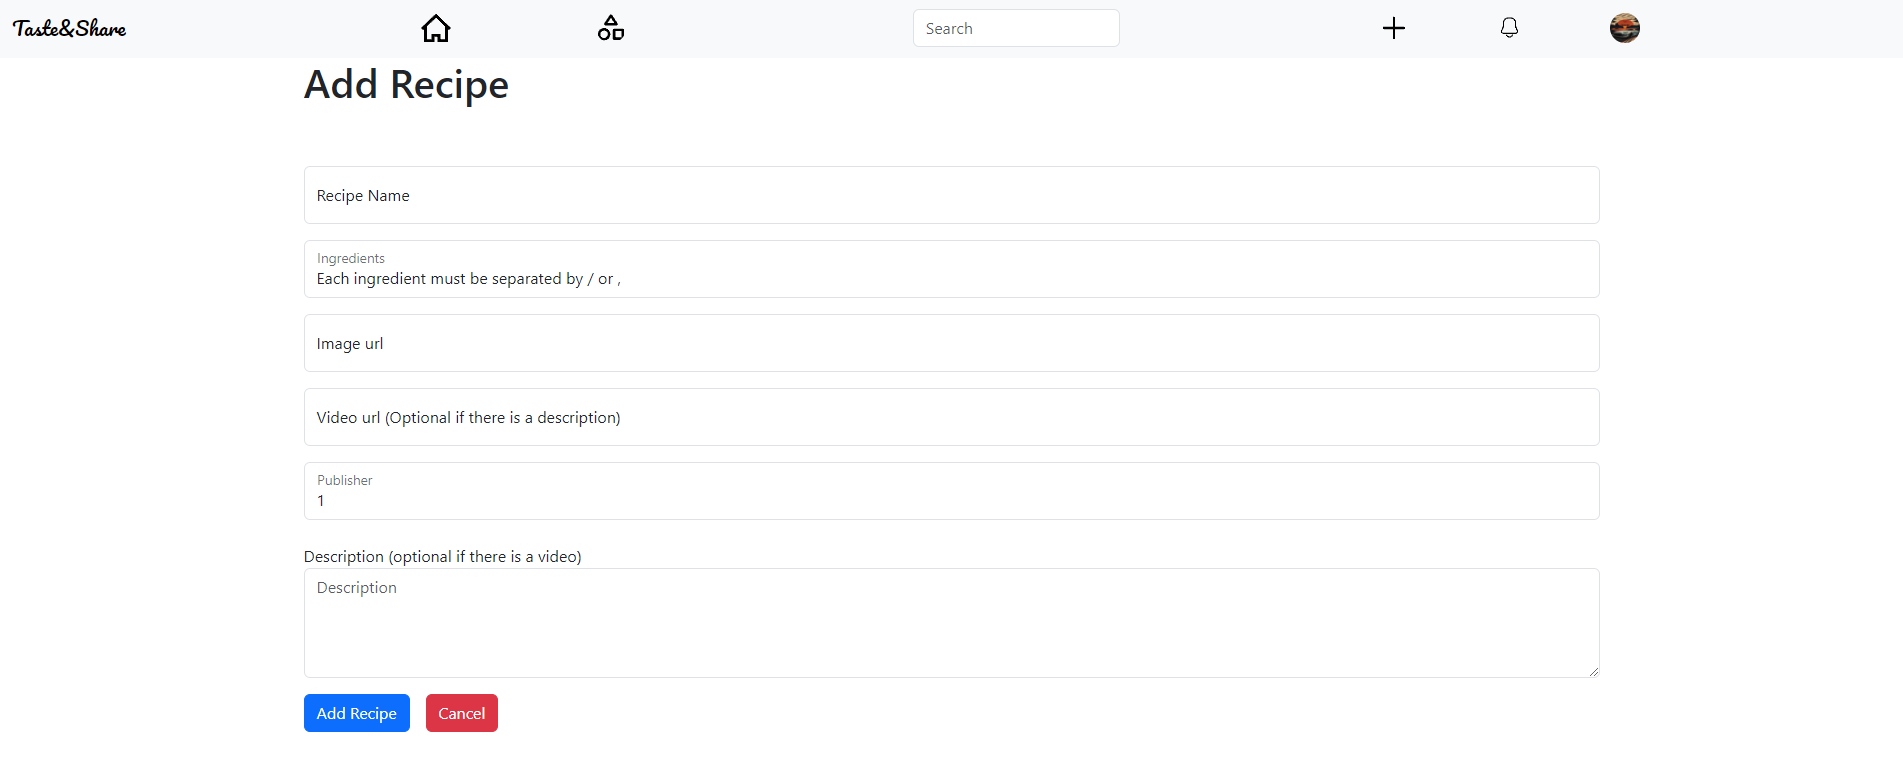 Taste&Share
Search
Add Recipe
Recipe Name
Ingredients
Each ingredient must be separated by / or ,
Image url
Video url (Optional if there is a description)
Publisher
1
Description (optional if there is a video)
Description
Add Recipe
Cancel